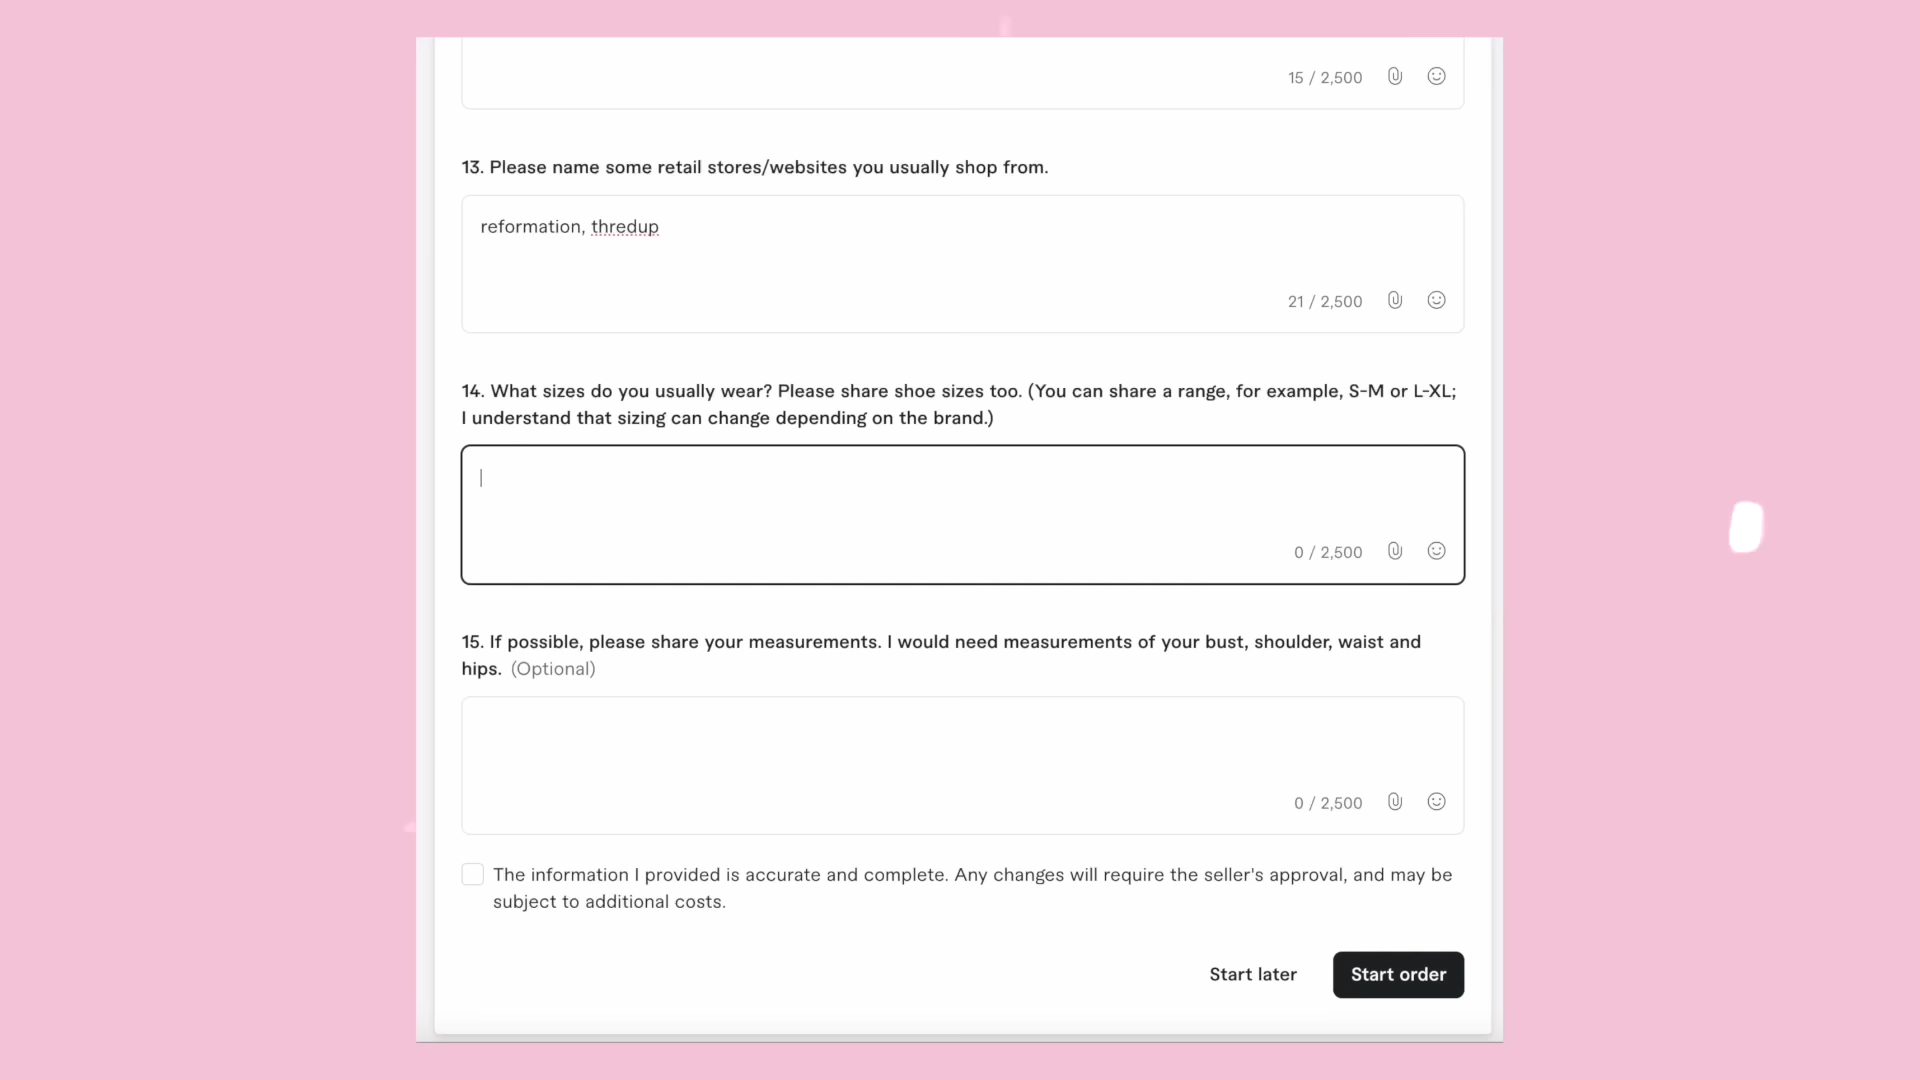 15 / 2,500
13. Please name some retail stores/websites you usually shop from.
reformation, thredup
21 / 2,500
14. What sizes do you usually wear? Please share shoe sizes too. (You can share a range, for example, S-M or L-XL;
I understand that sizing can change depending on the brand.)
0 / 2,500
15. If possible, please share your measurements. I would need measurements of your bust, shoulder, waist and
hips. (Optional)
0 / 2,500
The information I provided is accurate and complete. Any changes will require the seller's approval, and may be
subject to additional costs.
Start later Start order